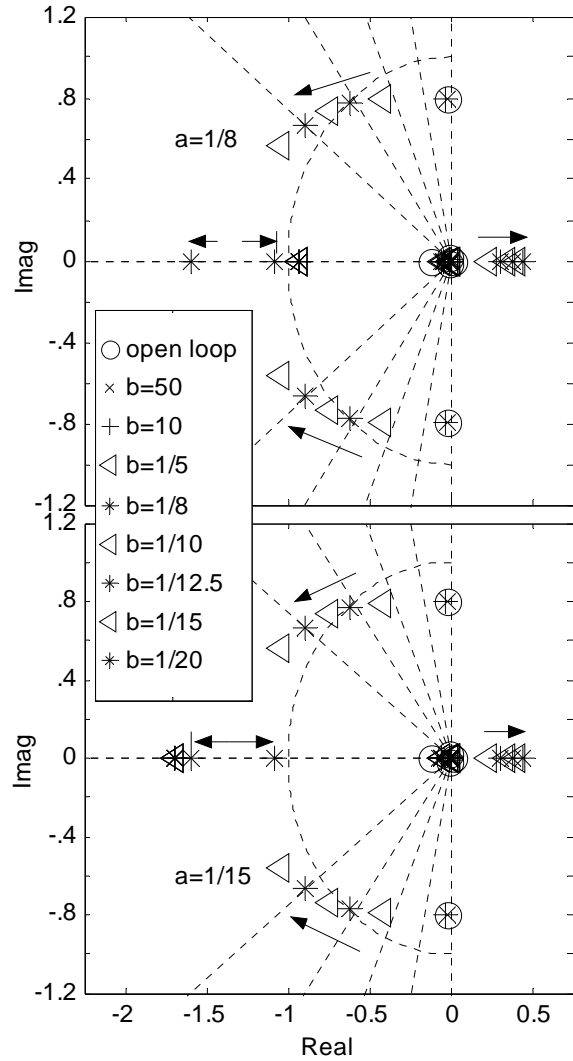 1.2
.8
a=1/8
.4
Imag
0
open loop
b=50
b=10
b=1/5
b=1/8
b=1/10
b=1/12.5
b=1/15
b=1/20
-.4
-.8
-1.2
1.2
.8
.4
Imag
0
-.4
a=1/15
-.8
-1.2
-2 -1.5 -1 -0.5 0 0.5
Real